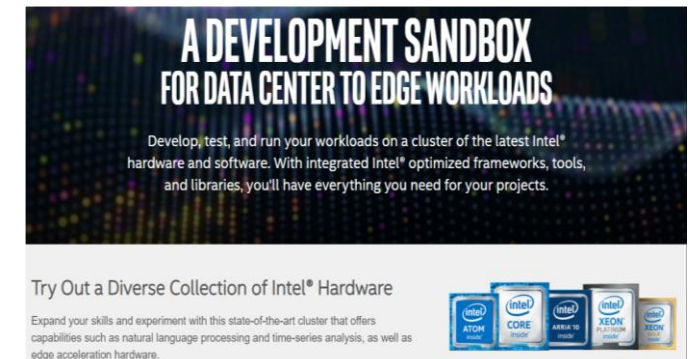 A DEVELOPMENT SANDBOX
FOR DATA CENTER TO EDGE WORKLOADS
Develop, test, and run your workloads on a cluster of the latest Intel®
hardware and software. With integrated Intel® optimized frameworks, tools,
and libraries, you'll have everything you need for your projects.
Try Out a Diverse Collection of Intel® Hardware
Expand your skills and experiment with this state-of-the-art cluster that offers
capabilities such as natural language processing and time-series analysis, as well as
edge acceleration hardware.
intel ATOM inside
intel CORE inside
intel ARRIA 10 inside
intel XEON PLATINUM inside
intel XEON inside